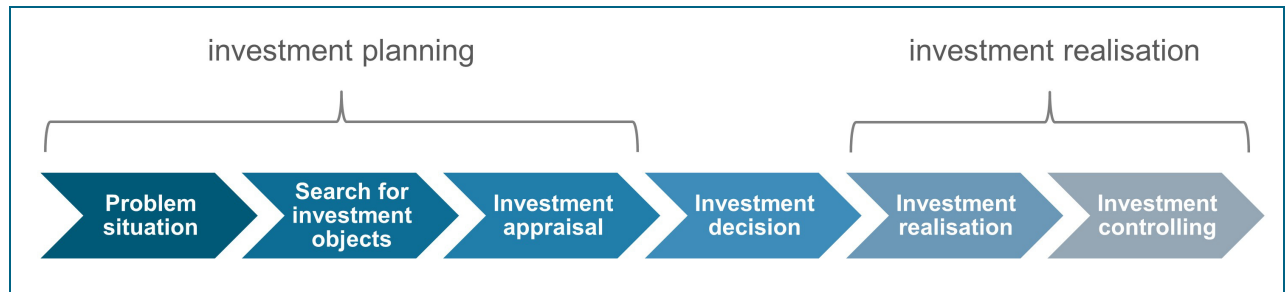 investment planning
investment realisation
Problem
situation
Search for
investment
objects
Investment
appraisal
Investment
decision
Investment
realisation
Investment
controlling